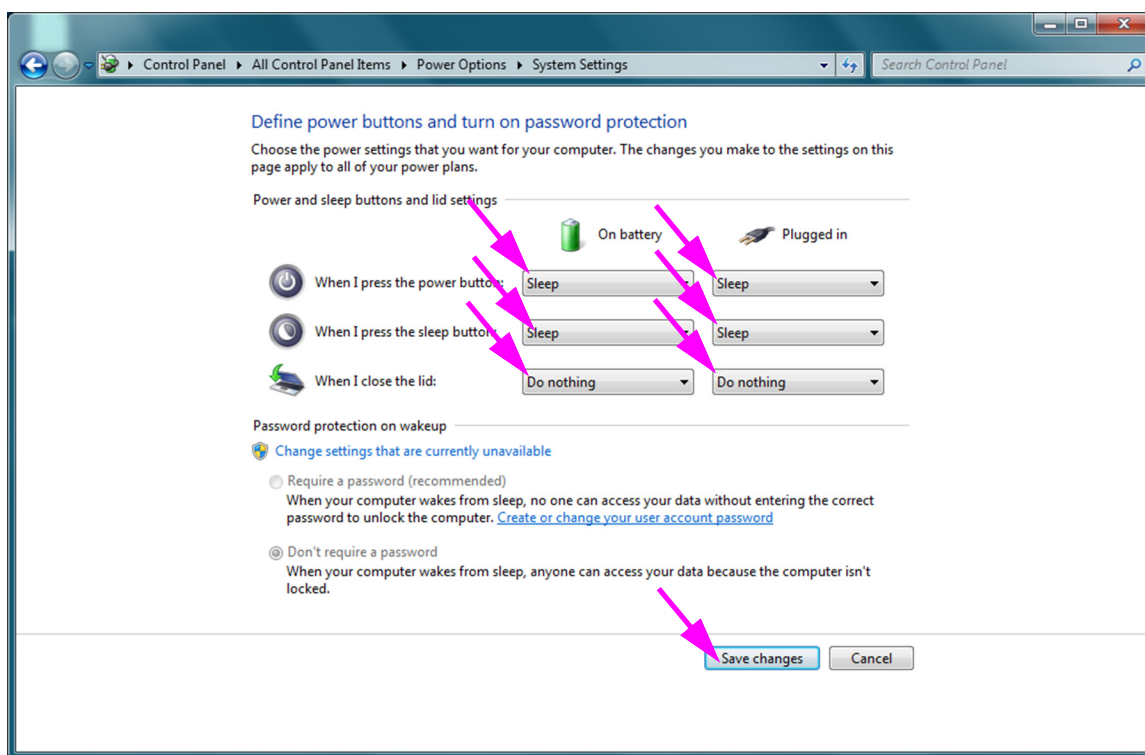 Control Panel ▸ All Control Panel Items ▸ Power Options ▸ System Settings
Search Control Panel
Define power buttons and turn on password protection
Choose the power settings that you want for your computer. The changes you make to the settings on this
page apply to all of your power plans.
Power and sleep buttons and lid settings
On battery
Plugged in
When I press the power button:
Sleep
Sleep
When I press the sleep button:
Sleep
Sleep
When I close the lid:
Do nothing
Do nothing
Password protection on wakeup
Change settings that are currently unavailable
Require a password (recommended)
When your computer wakes from sleep, no one can access your data without entering the correct
password to unlock the computer. Create or change your user account password
Don't require a password
When your computer wakes from sleep, anyone can access your data because the computer isn't
locked.
Save changes
Cancel